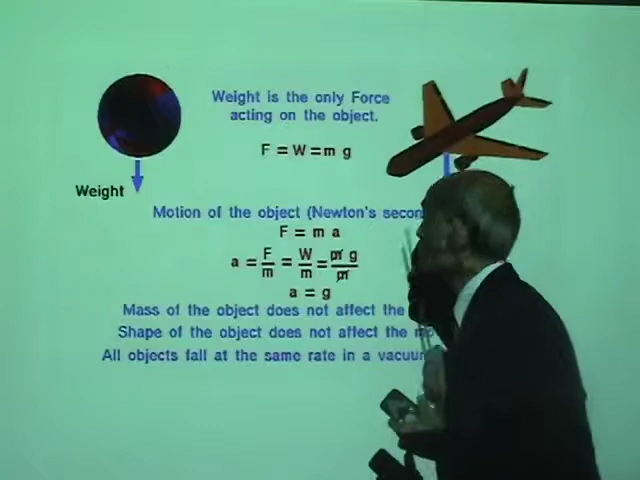 Weight is the only Force
acting on the object.
F = W = m g
Weight
Motion of the object (Newton's secon
F = m a
a = F/m = W/m = m g/m
a = g
Mass of the object does not affect the
Shape of the object does not affect the
All objects fall at the same rate in a vacuu